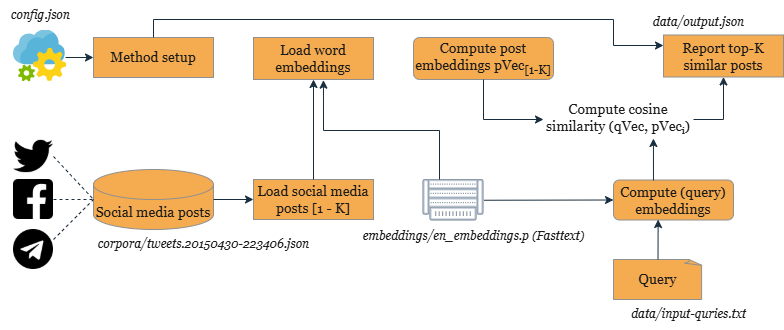 config.json
Method setup
Load word
embeddings
Compute post
embeddings pVec[1-K]
data/output.json
Report top-K
similar posts
Compute cosine
similarity (qVec, pVeci)
Social media posts
corpora/tweets.20150430-223406.json
Load social media
posts [1 - K]
embeddings/en_embeddings.p (Fasttext)
Compute (query)
embeddings
Query
data/input-quries.txt